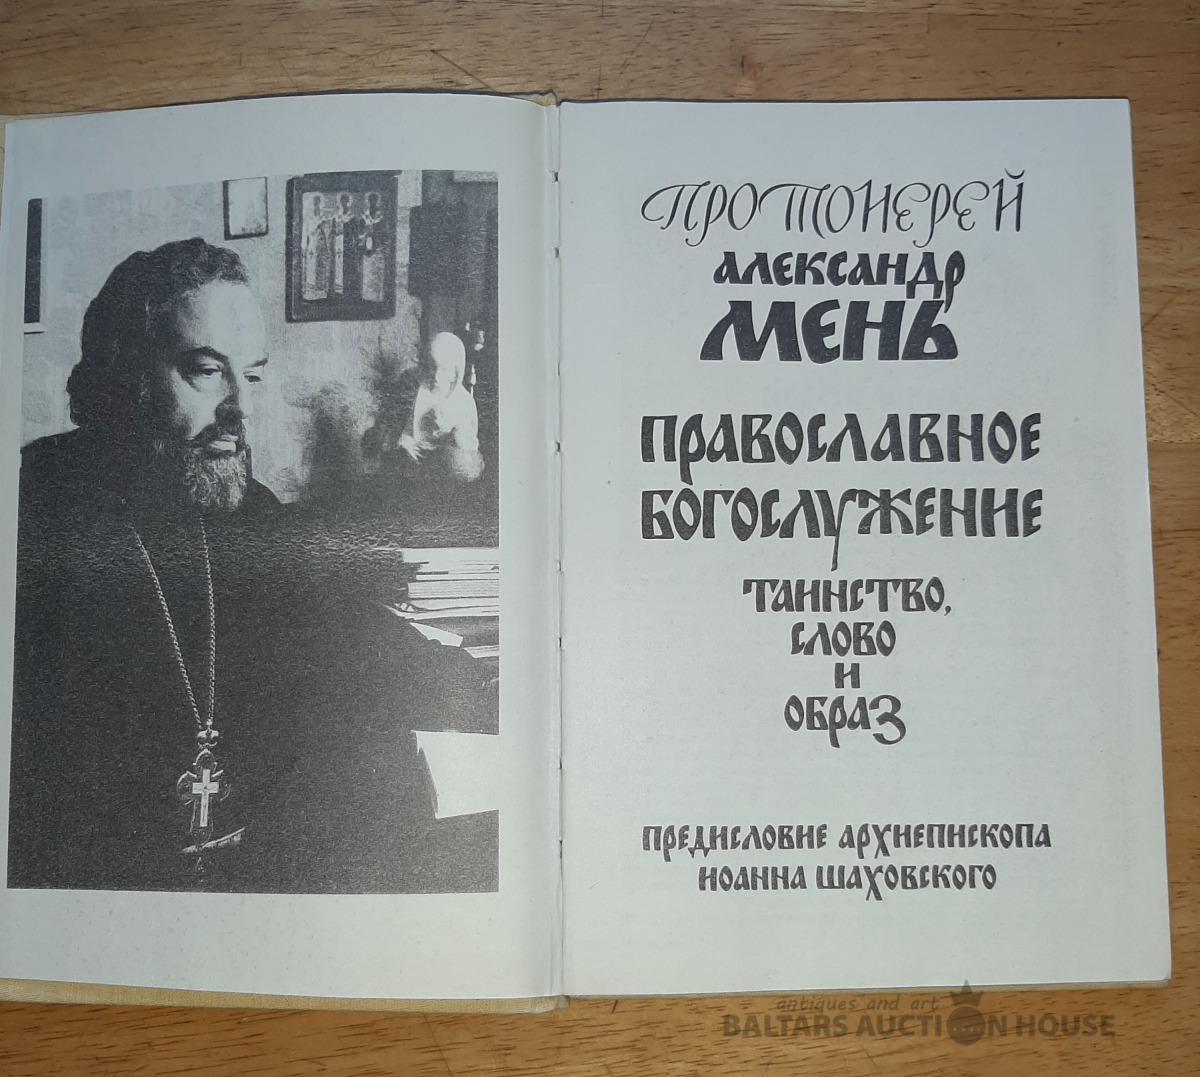 Протоиерей
Александр
Мень
Православное
Богослужение
Таинство,
слово
и
образ
Предисловие архиепископа
Иоанна Шаховского
antiques and art
BALTARS AUCTION HOUSE